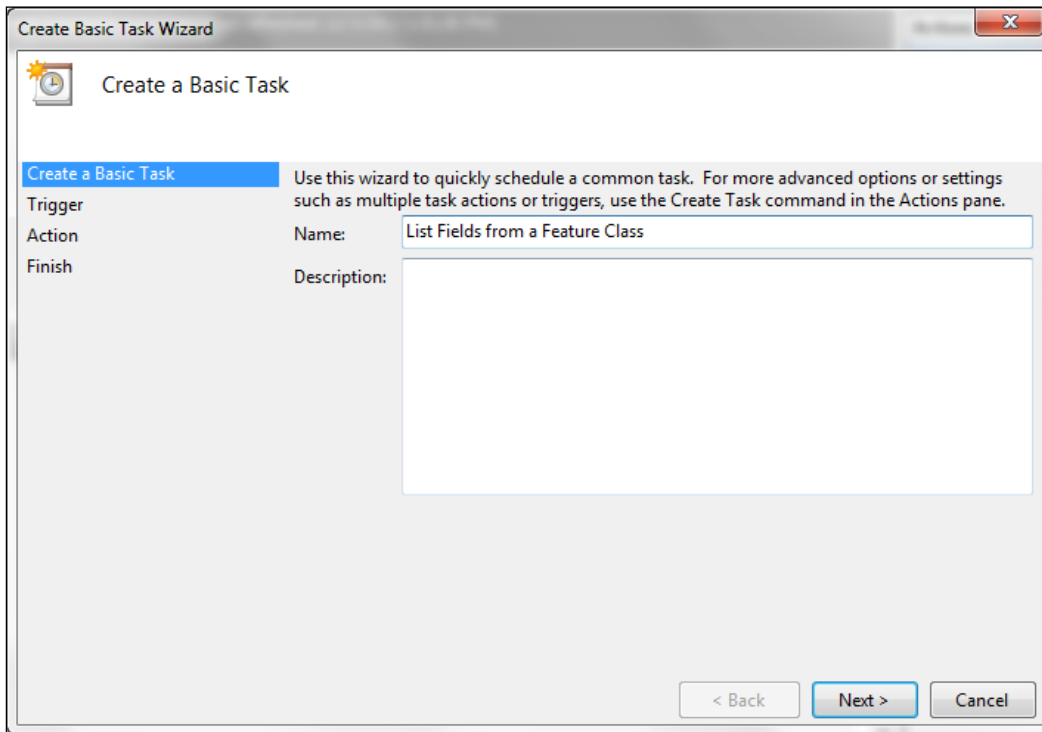 Create Basic Task Wizard
Create a Basic Task
Create a Basic Task
Trigger
Action
Finish
Use this wizard to quickly schedule a common task.  For more advanced options or settings
such as multiple task actions or triggers, use the Create Task command in the Actions pane.
Name:
List Fields from a Feature Class
Description:
< Back
Next >
Cancel